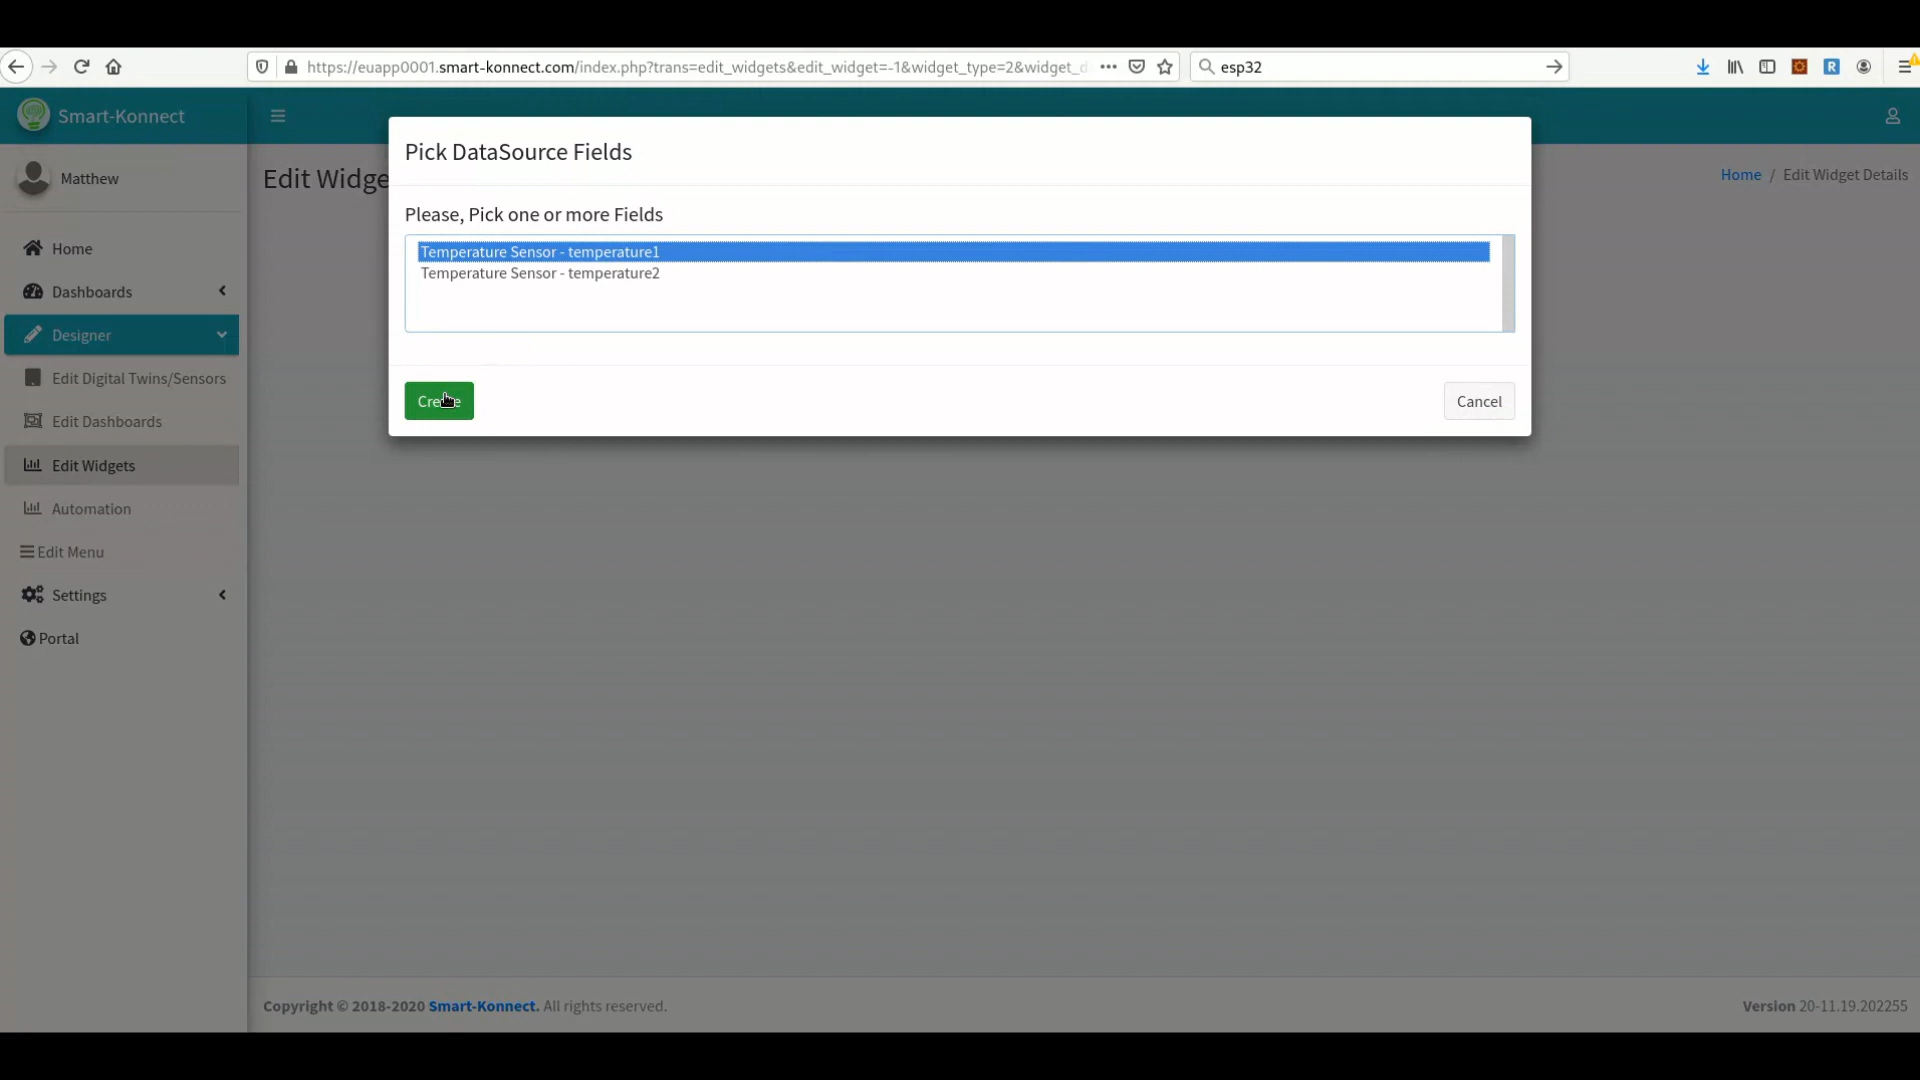 https://euapp0001.smart-konnect.com/index.php?trans=edit_widgets&edit_widget=-1&widget_type=2&widget_d
esp32
Smart-Konnect
Matthew
Home
Dashboards
Designer
Edit Digital Twins/Sensors
Edit Dashboards
Edit Widgets
Automation
Edit Menu
Settings
Portal
Edit Widge
Home / Edit Widget Details
Pick DataSource Fields
Please, Pick one or more Fields
Temperature Sensor - temperature1
Temperature Sensor - temperature2
Create
Cancel
Copyright © 2018-2020 Smart-Konnect. All rights reserved.
Version 20-11.19.202255